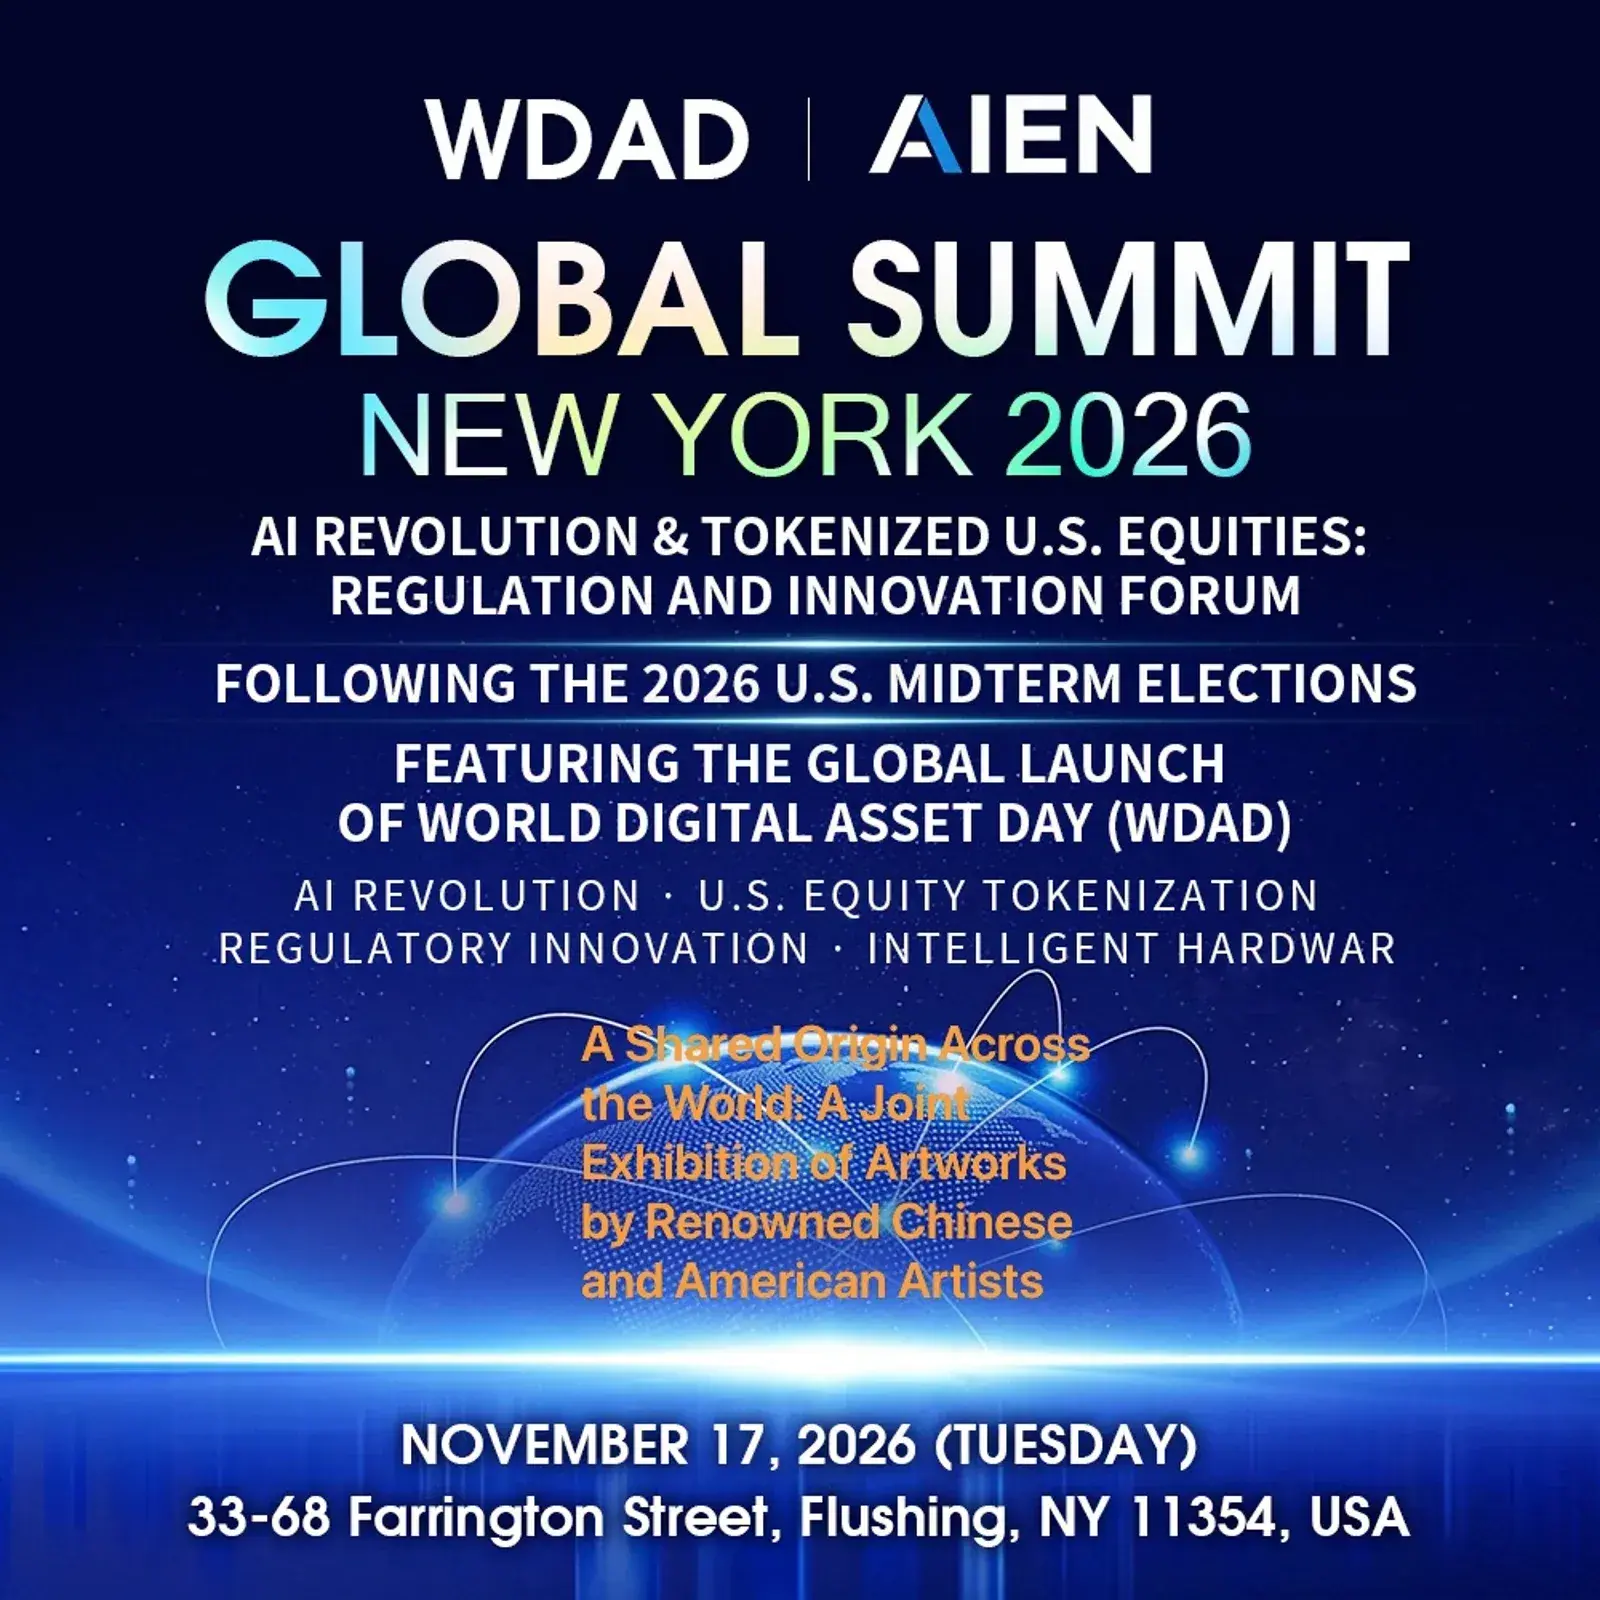 WDAD | AIEN
GLOBAL SUMMIT
NEW YORK 2026
AI REVOLUTION & TOKENIZED U.S. EQUITIES:
REGULATION AND INNOVATION FORUM
FOLLOWING THE 2026 U.S. MIDTERM ELECTIONS
FEATURING THE GLOBAL LAUNCH
OF WORLD DIGITAL ASSET DAY (WDAD)
AI REVOLUTION · U.S. EQUITY TOKENIZATION
REGULATORY INNOVATION · INTELLIGENT HARDWAR
A Shared Origin Across
the World: A Joint
Exhibition of Artworks
by Renowned Chinese
and American Artists
NOVEMBER 17, 2026 (TUESDAY)
33-68 Farrington Street, Flushing, NY 11354, USA